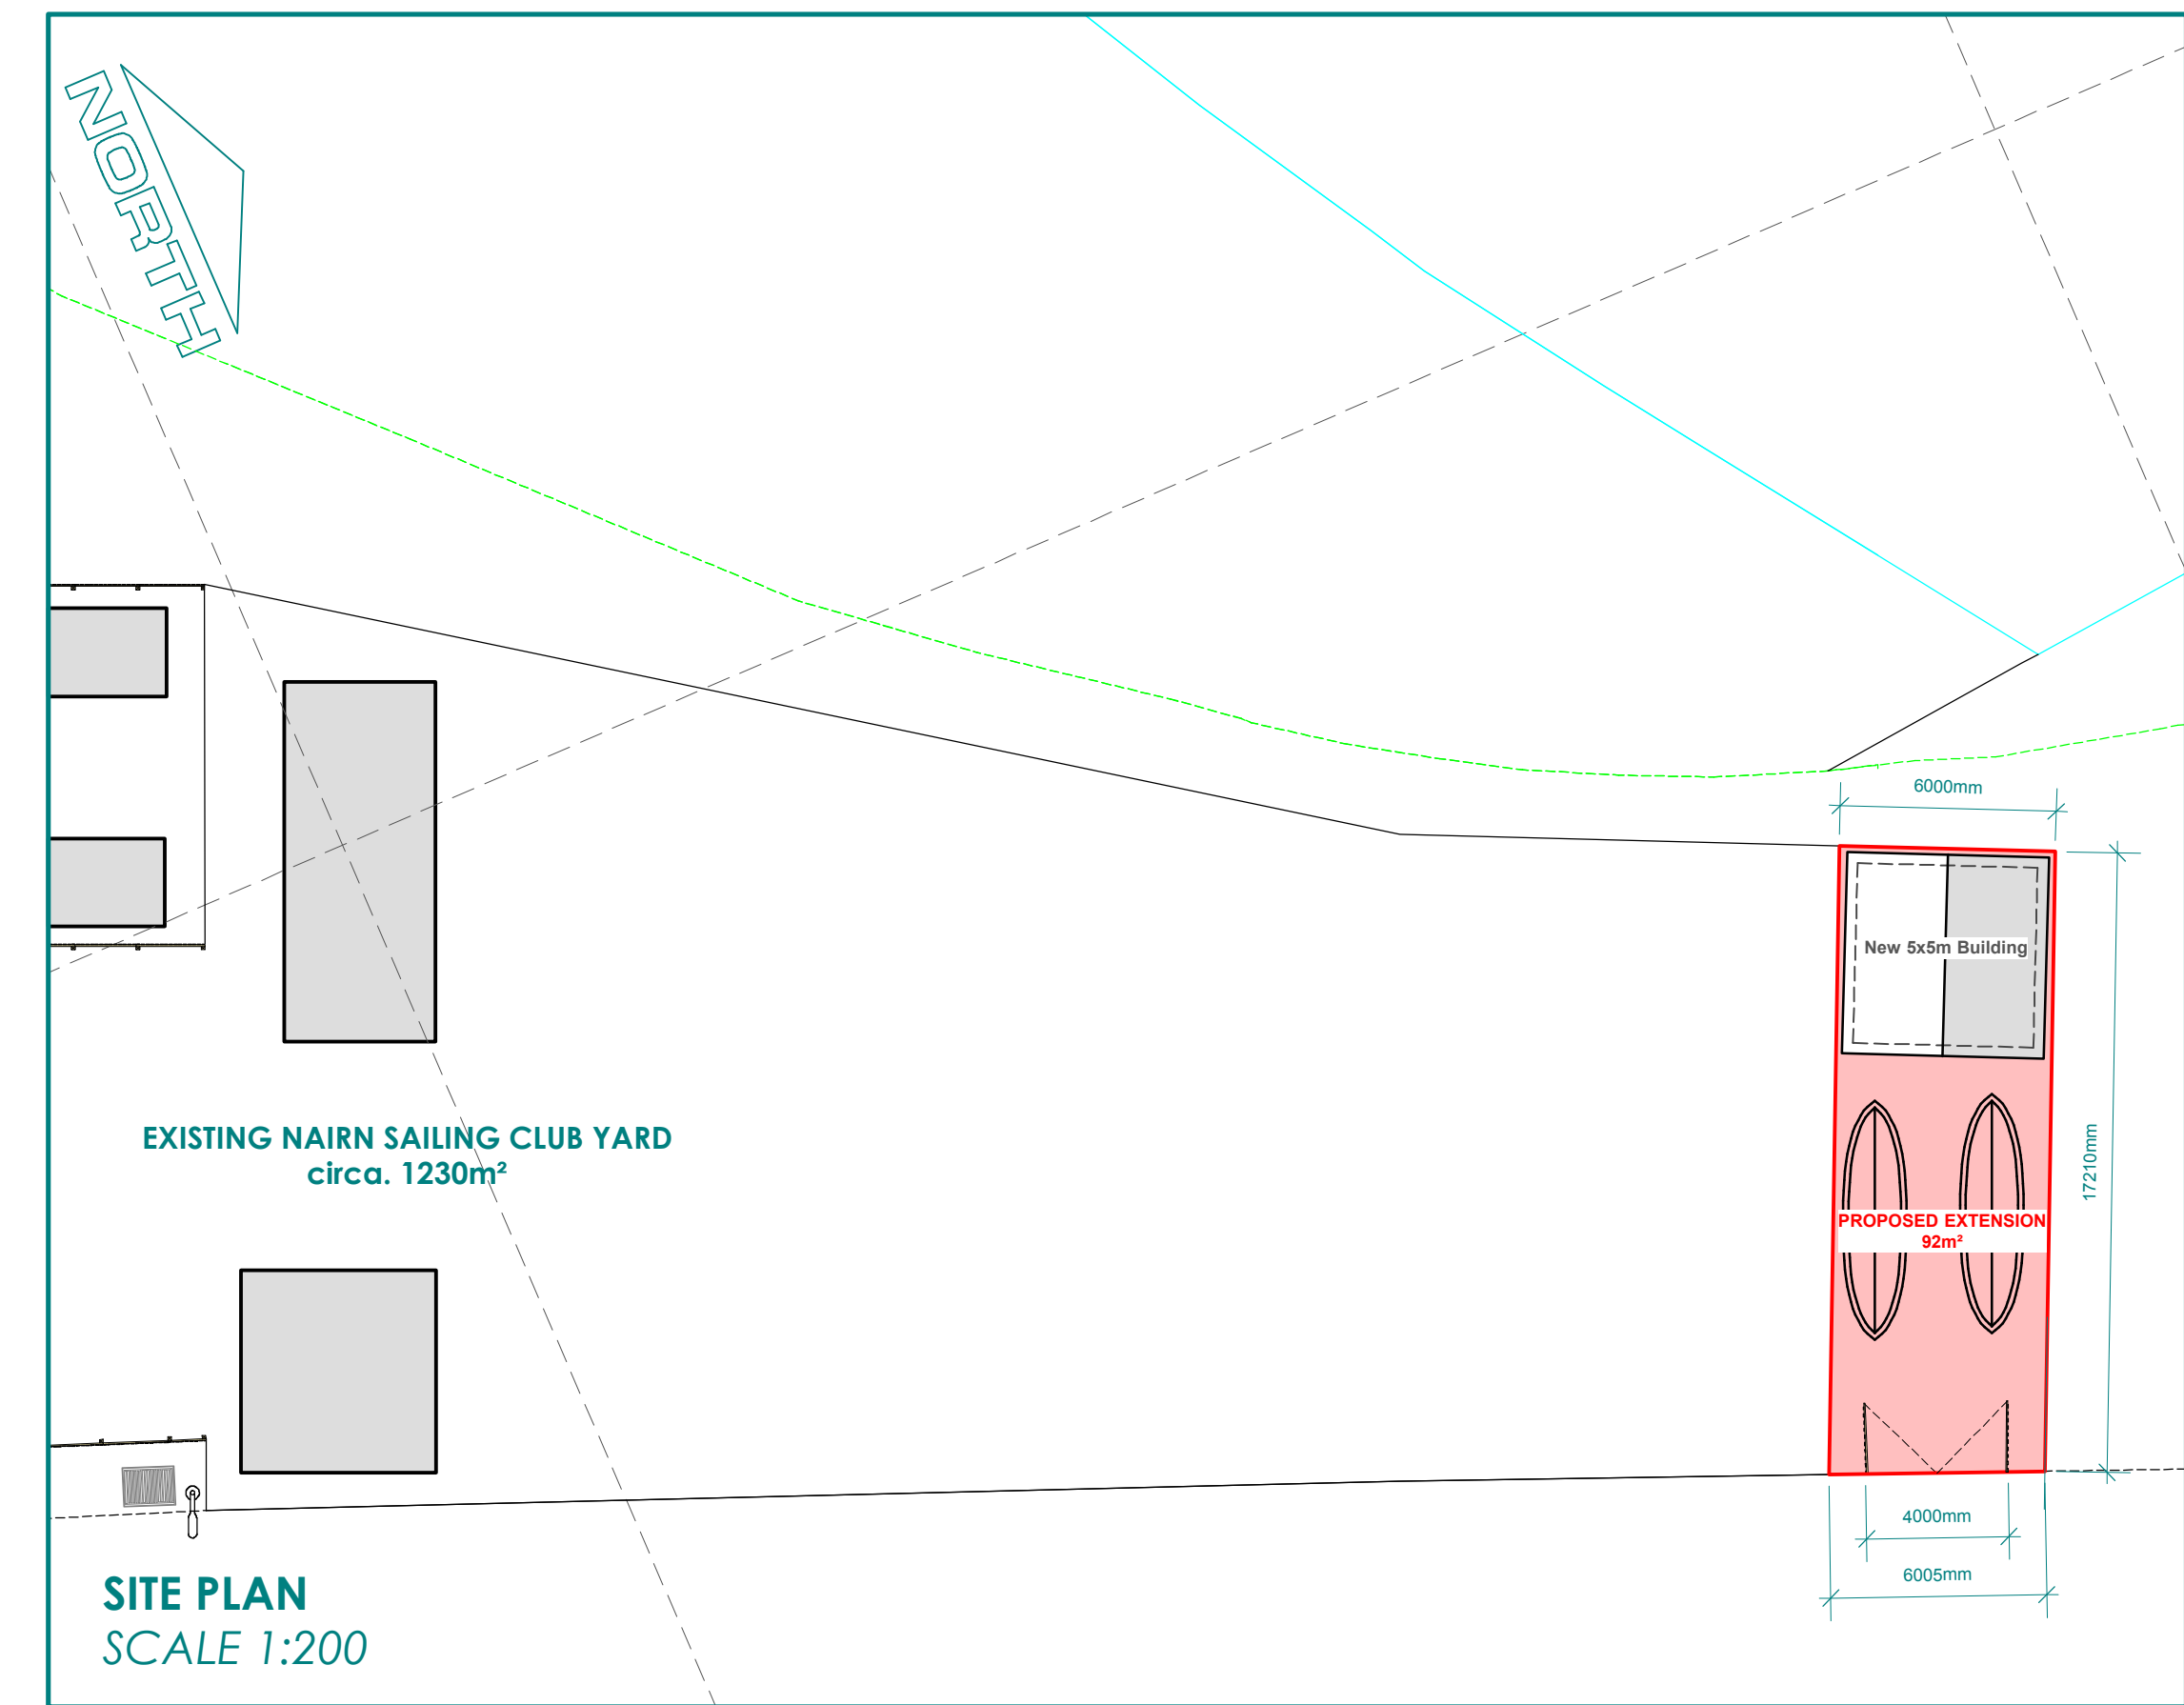 NORTH
6000mm
New 5x5m Building
EXISTING NAIRN SAILING CLUB YARD
circa. 1230m²
17210mm
PROPOSED EXTENSION
92m²
4000mm
6005mm
SITE PLAN
SCALE 1:200